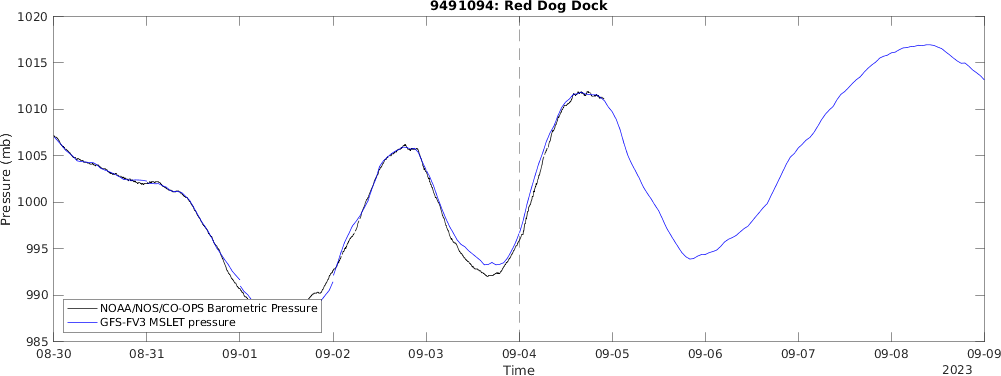 9491094: Red Dog Dock
1020
1015
1010
1005
1000
995
990
985
Pressure (mb)
NOAA/NOS/CO-OPS Barometric Pressure
GFS-FV3 MSLET pressure
08-30 08-31 09-01 09-02 09-03 09-04 09-05 09-06 09-07 09-08 09-09
Time
2023